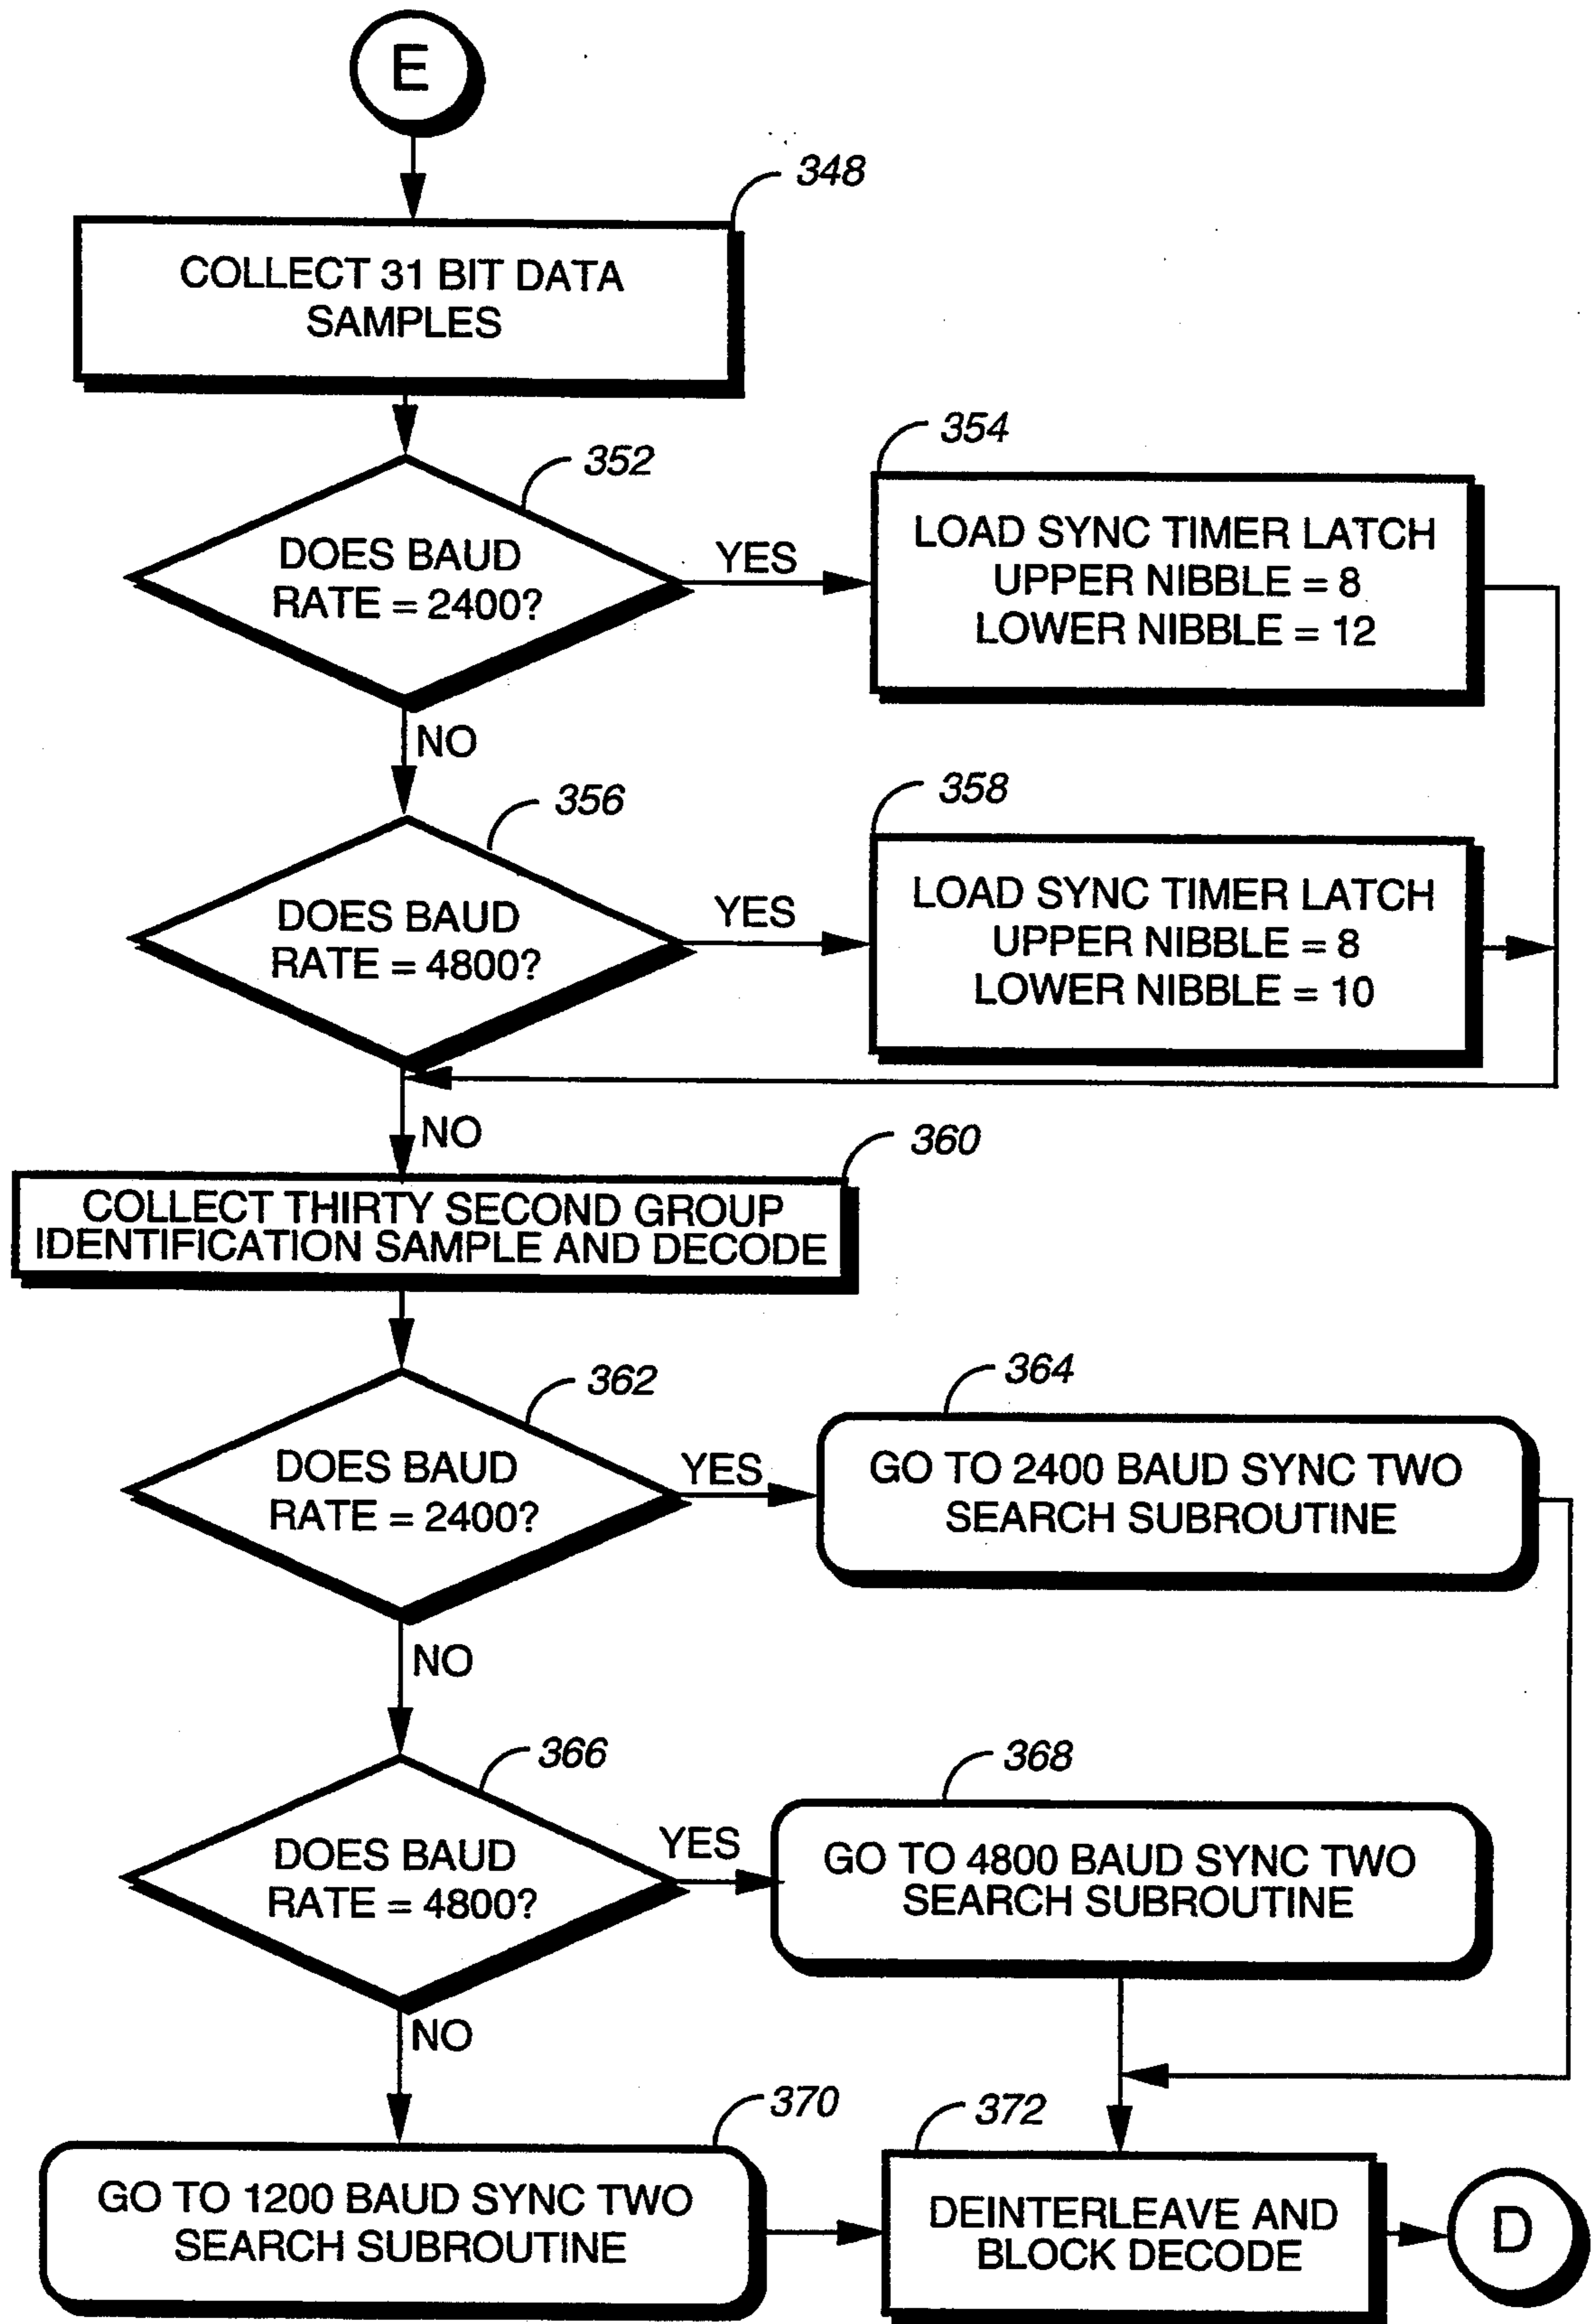 E
348
COLLECT 31 BIT DATA
SAMPLES
352
DOES BAUD
RATE = 2400?
YES
354
LOAD SYNC TIMER LATCH
UPPER NIBBLE = 8
LOWER NIBBLE = 12
NO
356
DOES BAUD
RATE = 4800?
YES
358
LOAD SYNC TIMER LATCH
UPPER NIBBLE = 8
LOWER NIBBLE = 10
NO
360
COLLECT THIRTY SECOND GROUP
IDENTIFICATION SAMPLE AND DECODE
362
DOES BAUD
RATE = 2400?
YES
364
GO TO 2400 BAUD SYNC TWO
SEARCH SUBROUTINE
NO
366
DOES BAUD
RATE = 4800?
YES
368
GO TO 4800 BAUD SYNC TWO
SEARCH SUBROUTINE
NO
370
GO TO 1200 BAUD SYNC TWO
SEARCH SUBROUTINE
372
DEINTERLEAVE AND
BLOCK DECODE
D